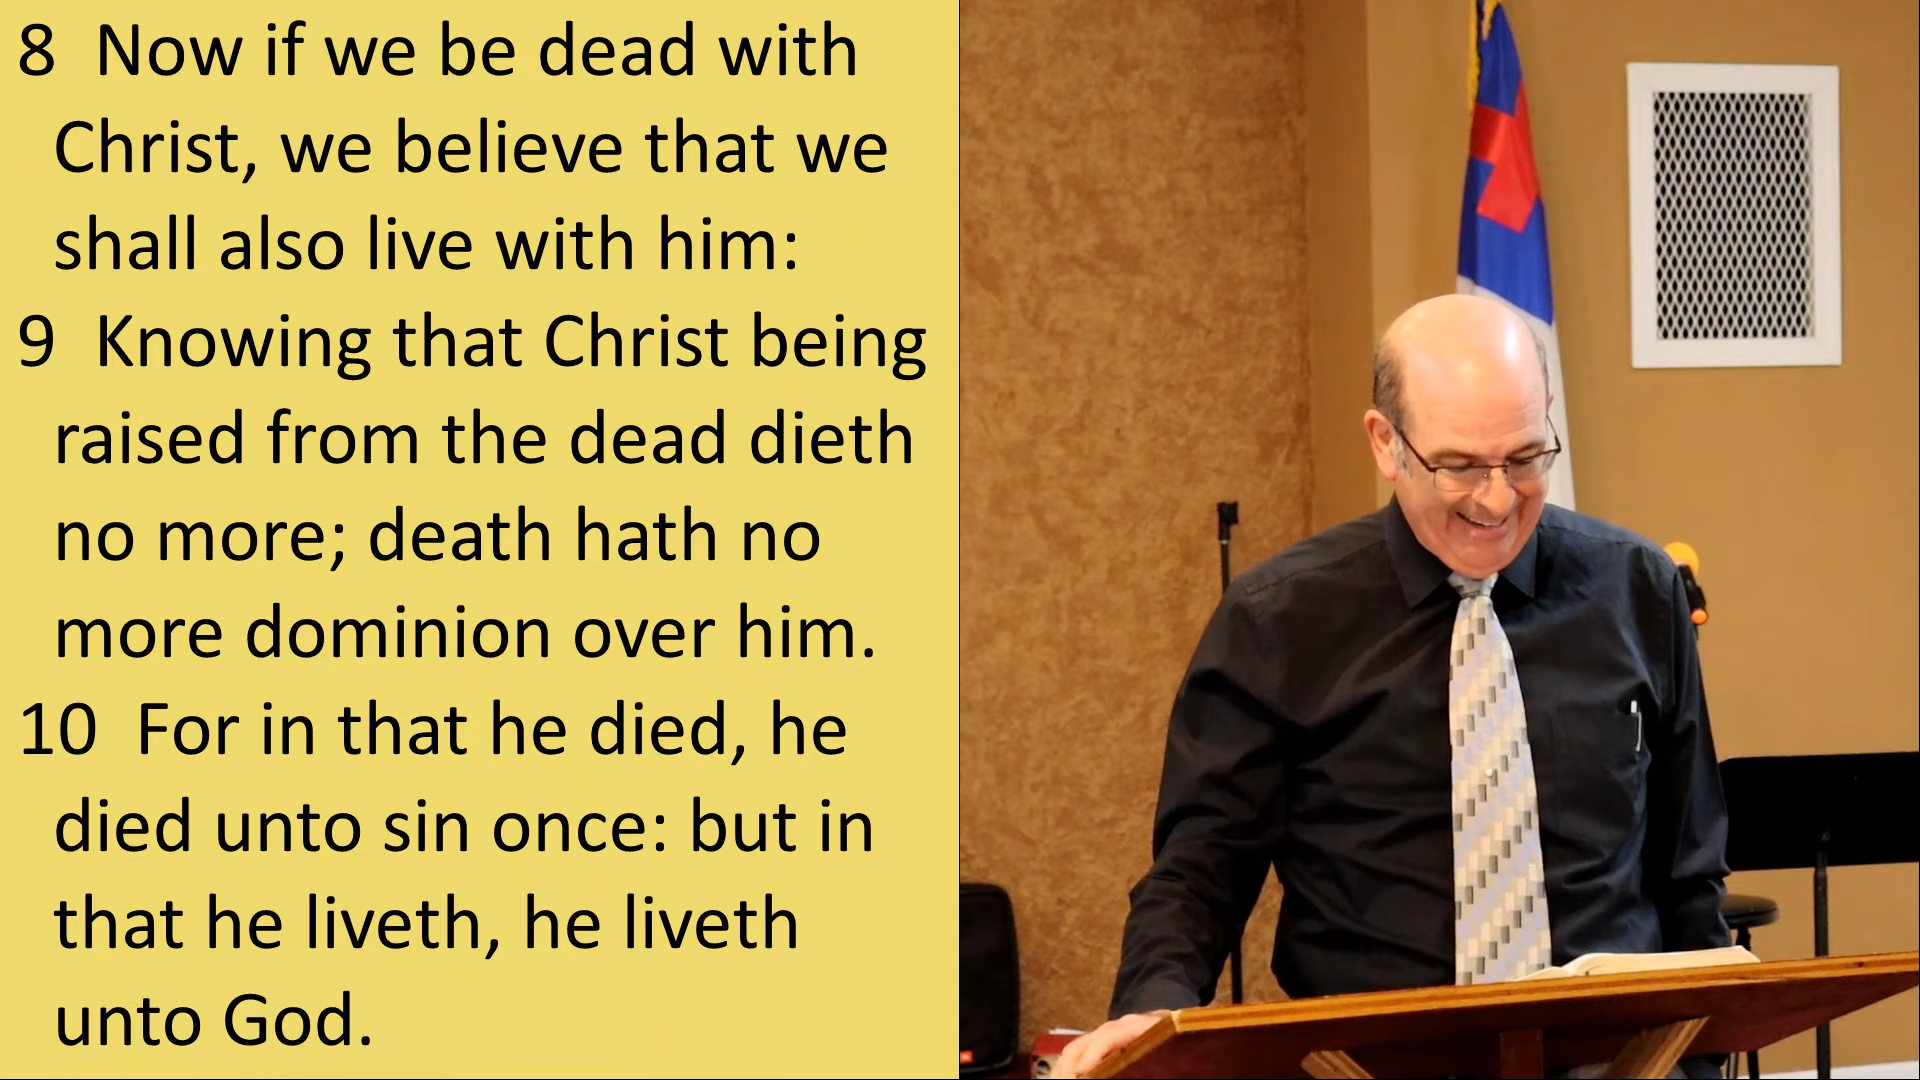 8 Now if we be dead with
Christ, we believe that we
shall also live with him:
9 Knowing that Christ being
raised from the dead dieth
no more; death hath no
more dominion over him.
10 For in that he died, he
died unto sin once: but in
that he liveth, he liveth
unto God.